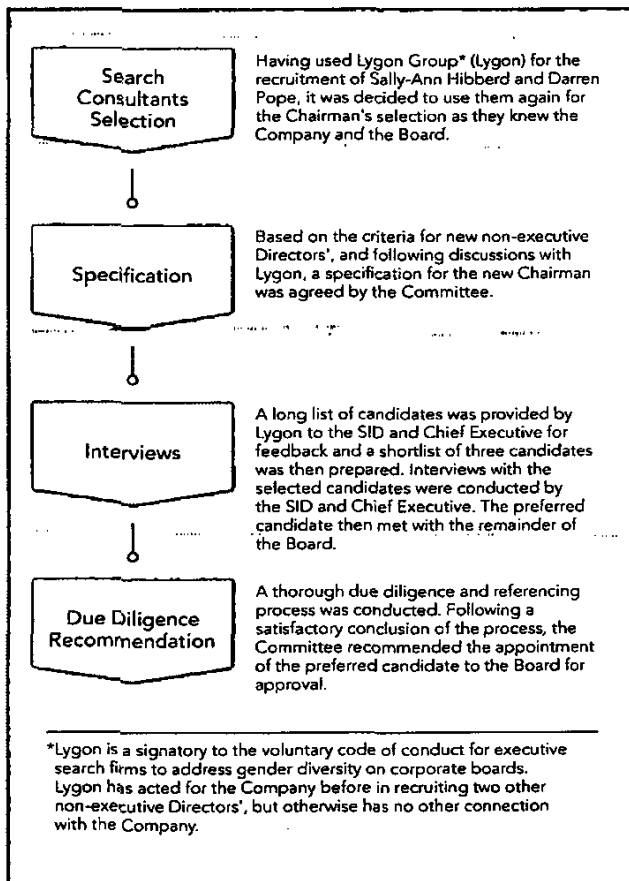 Search
Consultants
Selection
Having used Lygon Group* (Lygon) for the
recruitment of Sally-Ann Hibberd and Darren
Pope, it was decided to use them again for
the Chairman's selection as they knew the
Company and the Board.
Specification
Based on the criteria for new non-executive
Directors', and following discussions with
Lygon, a specification for the new Chairman
was agreed by the Committee.
Interviews
A long list of candidates was provided by
Lygon to the SID and Chief Executive for
feedback and a shortlist of three candidates
was then prepared. Interviews with the
selected candidates were conducted by
the SID and Chief Executive. The preferred
candidate then met with the remainder of
the Board.
Due Diligence
Recommendation
A thorough due diligence and referencing
process was conducted. Following a
satisfactory conclusion of the process, the
Committee recommended the appointment
of the preferred candidate to the Board for
approval.
*Lygon is a signatory to the voluntary code of conduct for executive
search firms to address gender diversity on corporate boards.
Lygon has acted for the Company before in recruiting two other
non-executive Directors', but otherwise has no other connection
with the Company.